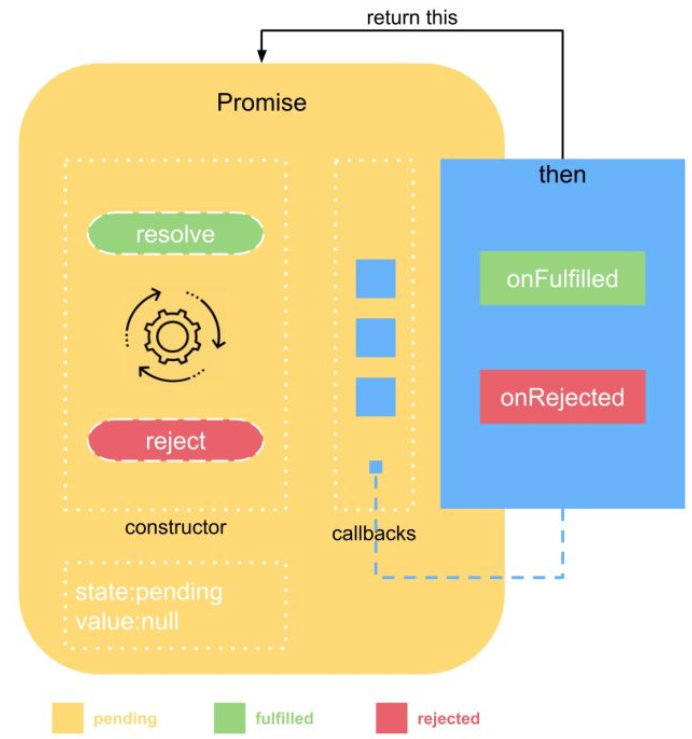 return this
Promise
then
resolve
onFulfilled
onRejected
reject
constructor
callbacks
state:pending
value:null
pending
fulfilled
rejected